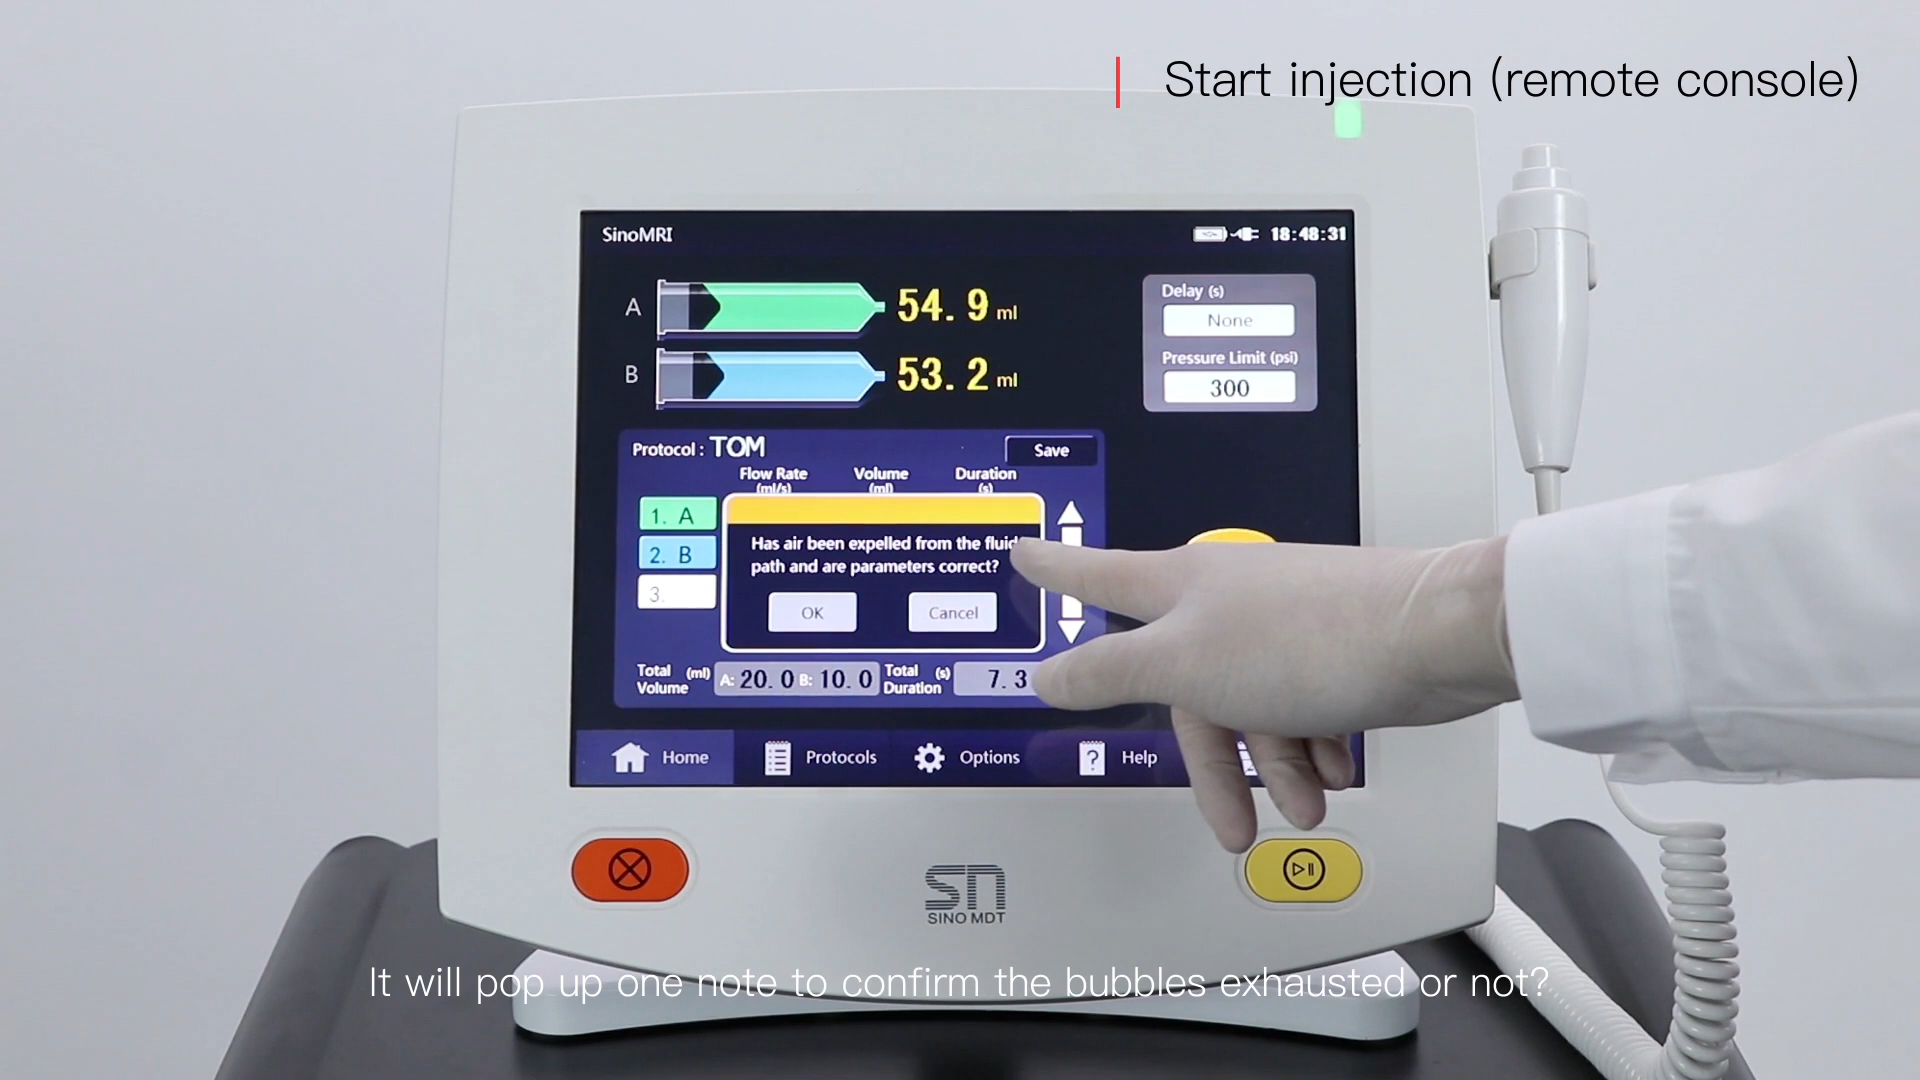 Start injection (remote console)
SinoMRI
18:48:31
A
54.9 ml
B
53.2 ml
Delay (s)
None
Pressure Limit (psi)
300
Protocol : TOM
Save
Flow Rate
(ml/s)
Volume
(ml)
Duration
(s)
1. A
2. B
3.
Has air been expelled from the fluid
path and are parameters correct?
OK
Cancel
Total Volume (ml)
A: 20.0 B: 10.0
Total Duration (s)
7.3
Home
Protocols
Options
? Help
SN
SINO MDT
It will pop up one note to confirm the bubbles exhausted or not?